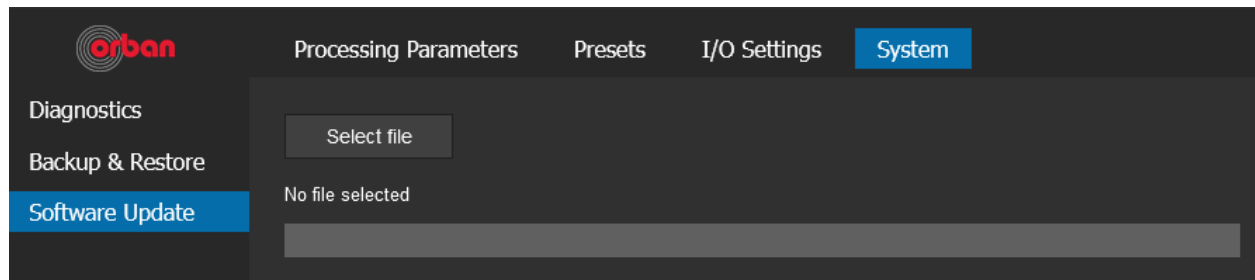 orban
Processing Parameters Presets I/O Settings System
Diagnostics
Select file
Backup & Restore
No file selected
Software Update